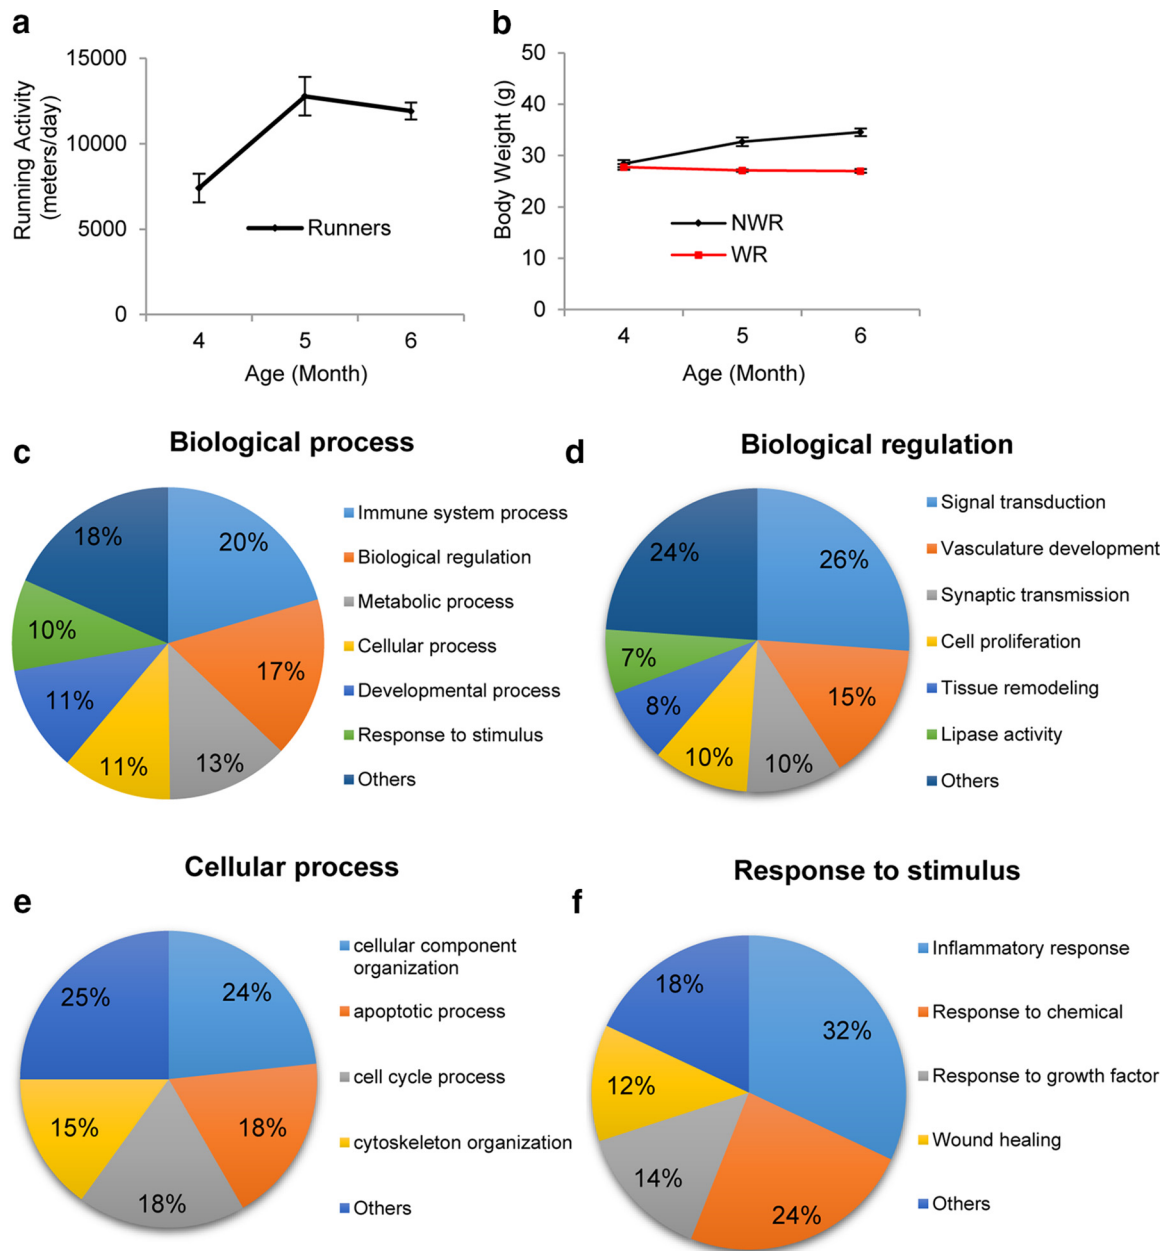 a
15000
10000
5000
0
Running Activity
(meters/day)
Runners
4 5 6
Age (Month)
b
50
40
30
20
10
0
Body Weight (g)
NWR
WR
4 5 6
Age (Month)
c
Biological process
20%
17%
13%
11%
11%
10%
18%
Immune system process
Biological regulation
Metabolic process
Cellular process
Developmental process
Response to stimulus
Others
d
Biological regulation
26%
15%
10%
10%
8%
7%
24%
Signal transduction
Vasculature development
Synaptic transmission
Cell proliferation
Tissue remodeling
Lipase activity
Others
e
Cellular process
24%
18%
18%
15%
25%
cellular component
organization
apoptotic process
cell cycle process
cytoskeleton organization
Others
f
Response to stimulus
32%
24%
14%
12%
18%
Inflammatory response
Response to chemical
Response to growth factor
Wound healing
Others